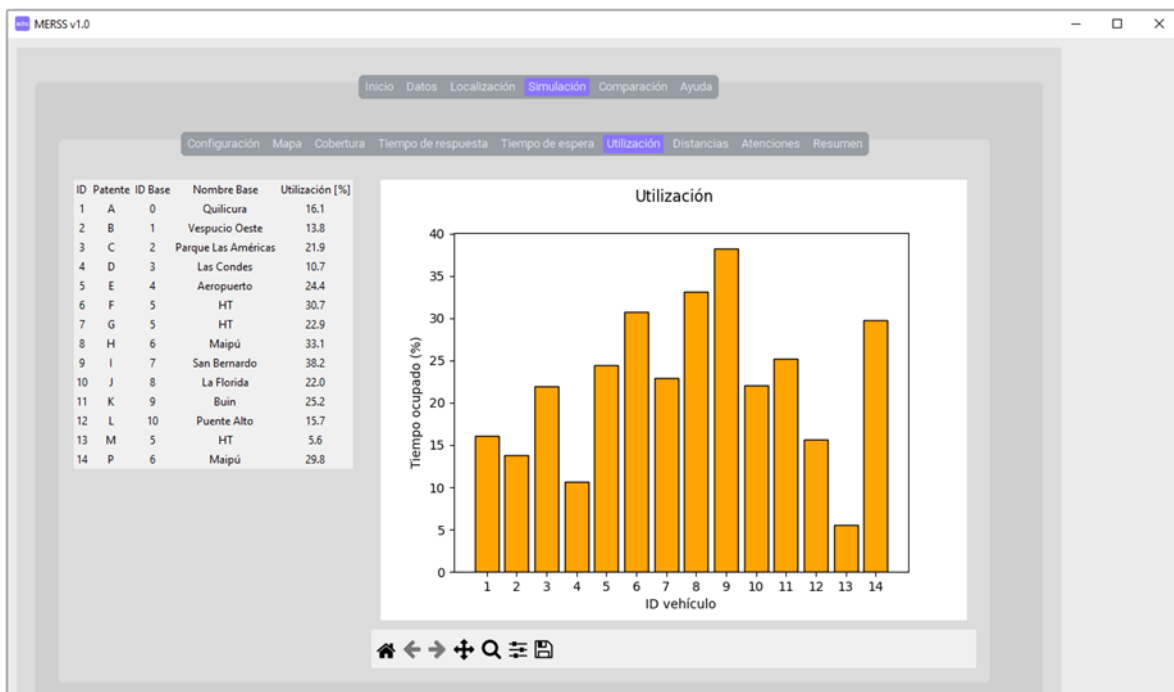 achs MERSS v1.0
Inicio Datos Localización Simulación Comparación Ayuda
Configuración Mapa Cobertura Tiempo de respuesta Tiempo de espera Utilización Distancias Atenciones Resumen
ID Patente ID Base Nombre Base Utilización [%]
1 A 0 Quilicura 16.1
2 B 1 Vespucio Oeste 13.8
3 C 2 Parque Las Américas 21.9
4 D 3 Las Condes 10.7
5 E 4 Aeropuerto 24.4
6 F 5 HT 30.7
7 G 5 HT 22.9
8 H 6 Maipú 33.1
9 I 7 San Bernardo 38.2
10 J 8 La Florida 22.0
11 K 9 Buin 25.2
12 L 10 Puente Alto 15.7
13 M 5 HT 5.6
14 P 6 Maipú 29.8
Utilización
Tiempo ocupado (%)
40
35
30
25
20
15
10
5
0
1 2 3 4 5 6 7 8 9 10 11 12 13 14
ID vehículo